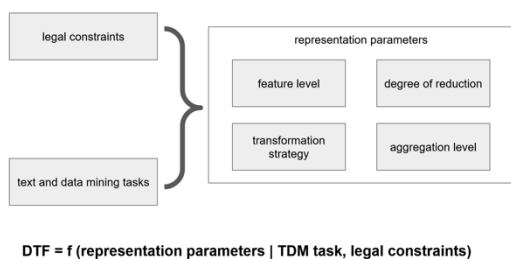 legal constraints
text and data mining tasks
representation parameters
feature level
degree of reduction
transformation
strategy
aggregation level
DTF = f (representation parameters | TDM task, legal constraints)